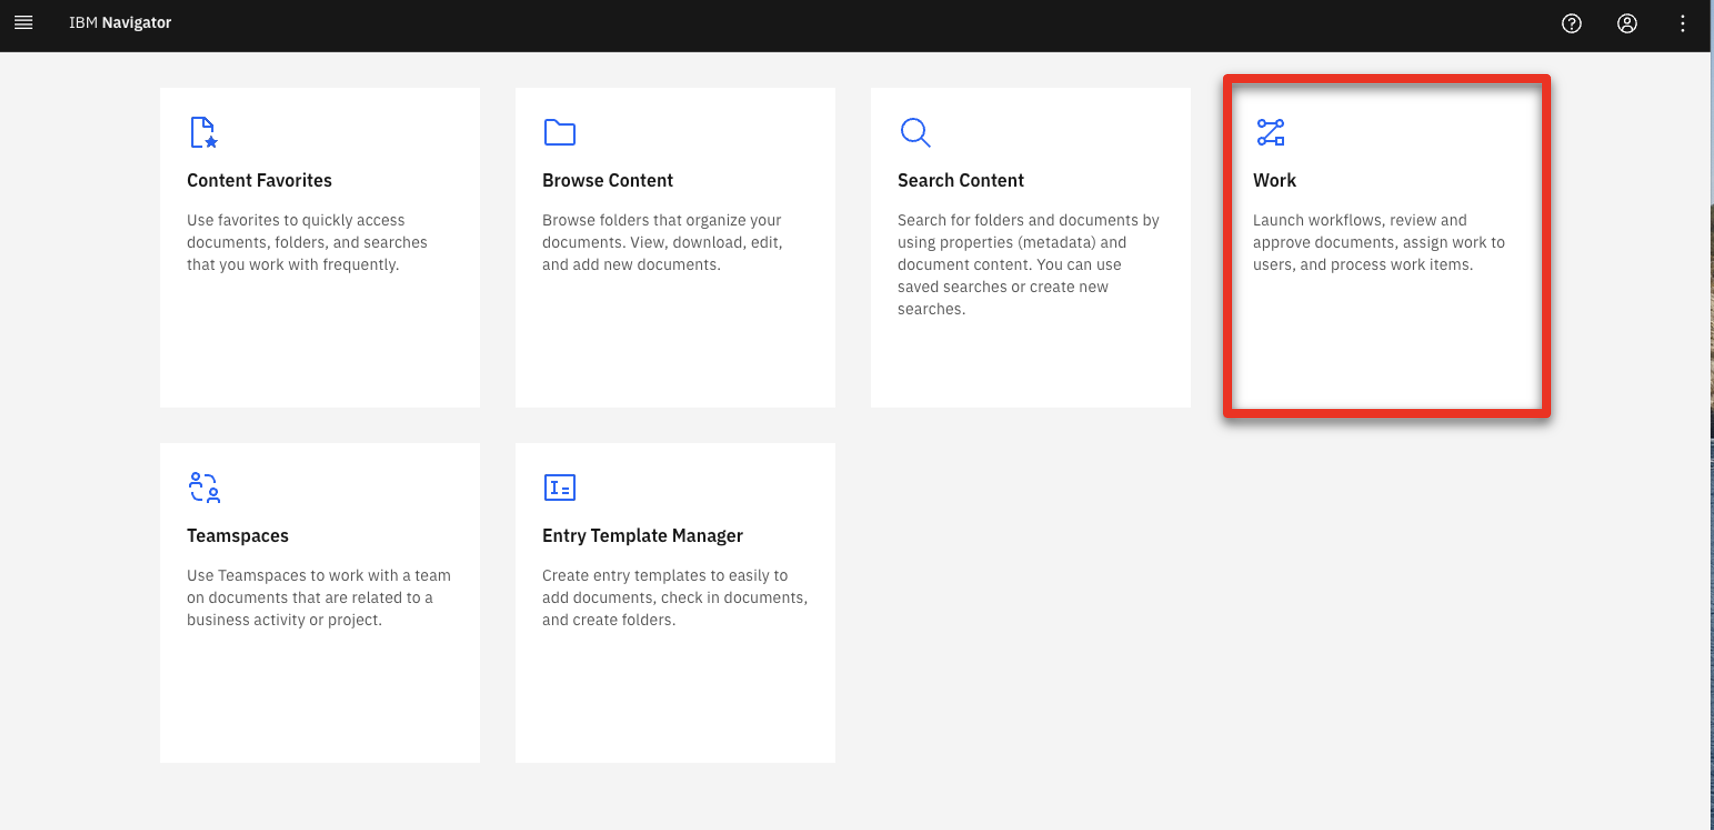 IBM Navigator
Content Favorites
Use favorites to quickly access
documents, folders, and searches
that you work with frequently.
Browse Content
Browse folders that organize your
documents. View, download, edit,
and add new documents.
Search Content
Search for folders and documents by
using properties (metadata) and
document content. You can use
saved searches or create new
searches.
Work
Launch workflows, review and
approve documents, assign work to
users, and process work items.
Teamspaces
Use Teamspaces to work with a team
on documents that are related to a
business activity or project.
Entry Template Manager
Create entry templates to easily to
add documents, check in documents,
and create folders.